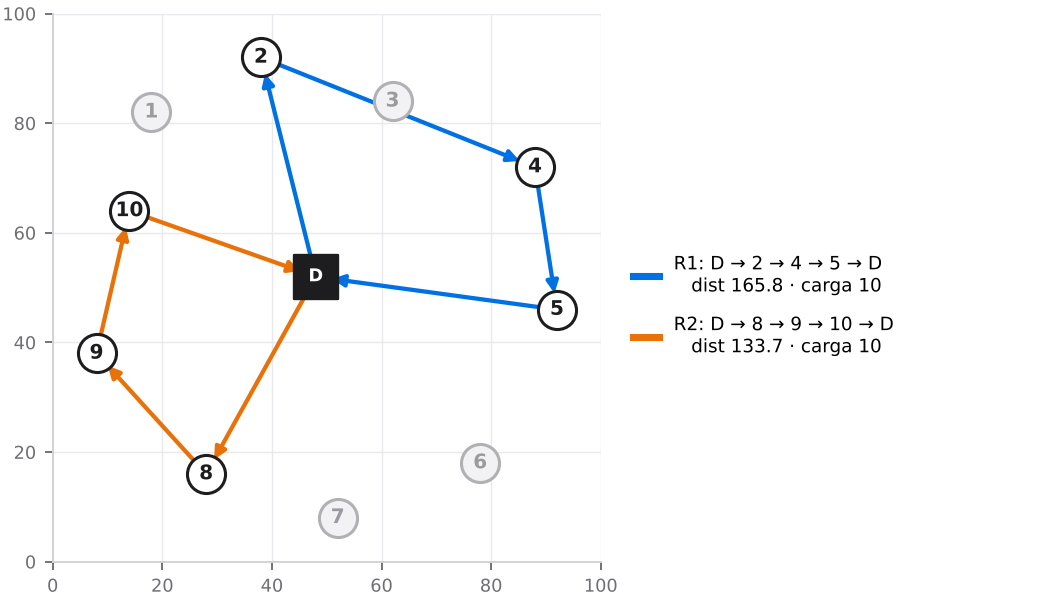 100
80
60
40
20
0
0 20 40 60 80 100
2
1
3
4
10
D
5
9
8
6
7
R1: D → 2 → 4 → 5 → D
dist 165.8 · carga 10
R2: D → 8 → 9 → 10 → D
dist 133.7 · carga 10